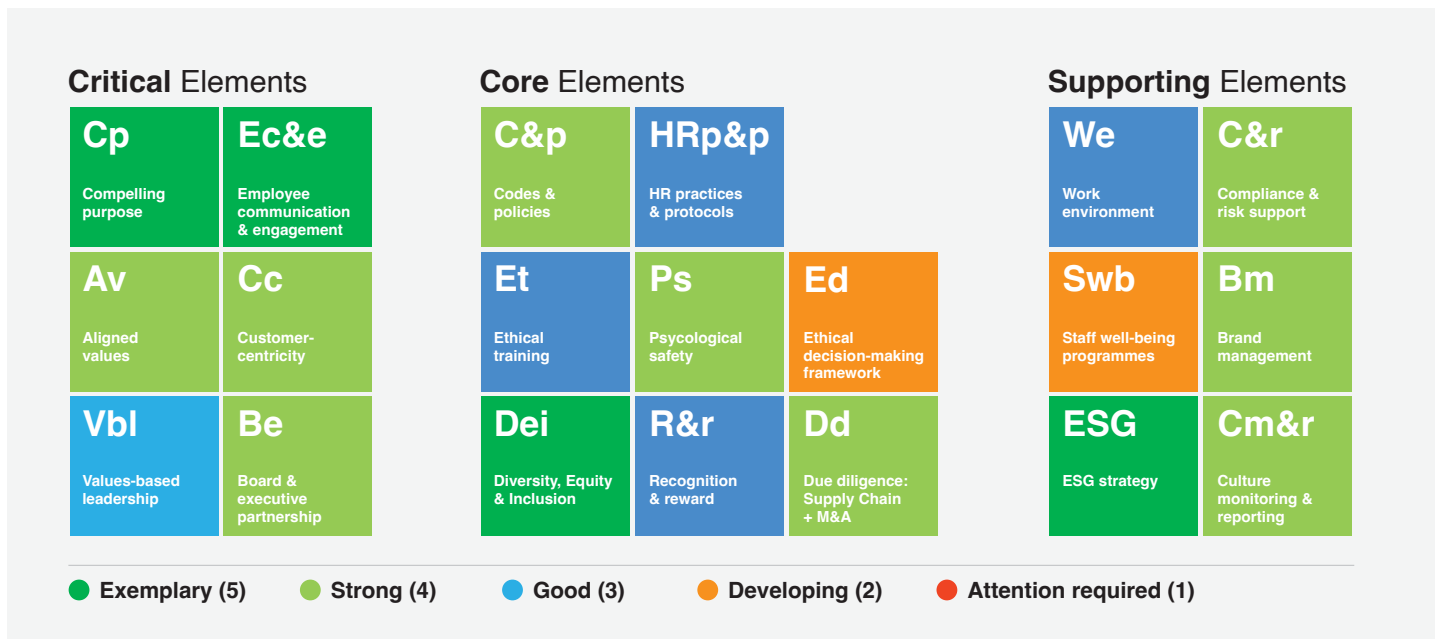 Critical Elements
Cp
Compelling
purpose
Ec&e
Employee
communication
& engagement
Av
Aligned
values
Cc
Customer-
centricity
Vbl
Values-based
leadership
Be
Board &
executive
partnership
Core Elements
C&p
Codes &
policies
HRp&p
HR practices
& protocols
Et
Ethical
training
Ps
Psycological
safety
Ed
Ethical
decision-making
framework
Dei
Diversity, Equity
& Inclusion
R&r
Recognition
& reward
Dd
Due diligence:
Supply Chain
+ M&A
Supporting Elements
We
Work
environment
C&r
Compliance &
risk support
Swb
Staff well-being
programmes
Bm
Brand
management
ESG
ESG strategy
Cm&r
Culture
monitoring &
reporting
Exemplary (5)
Strong (4)
Good (3)
Developing (2)
Attention required (1)